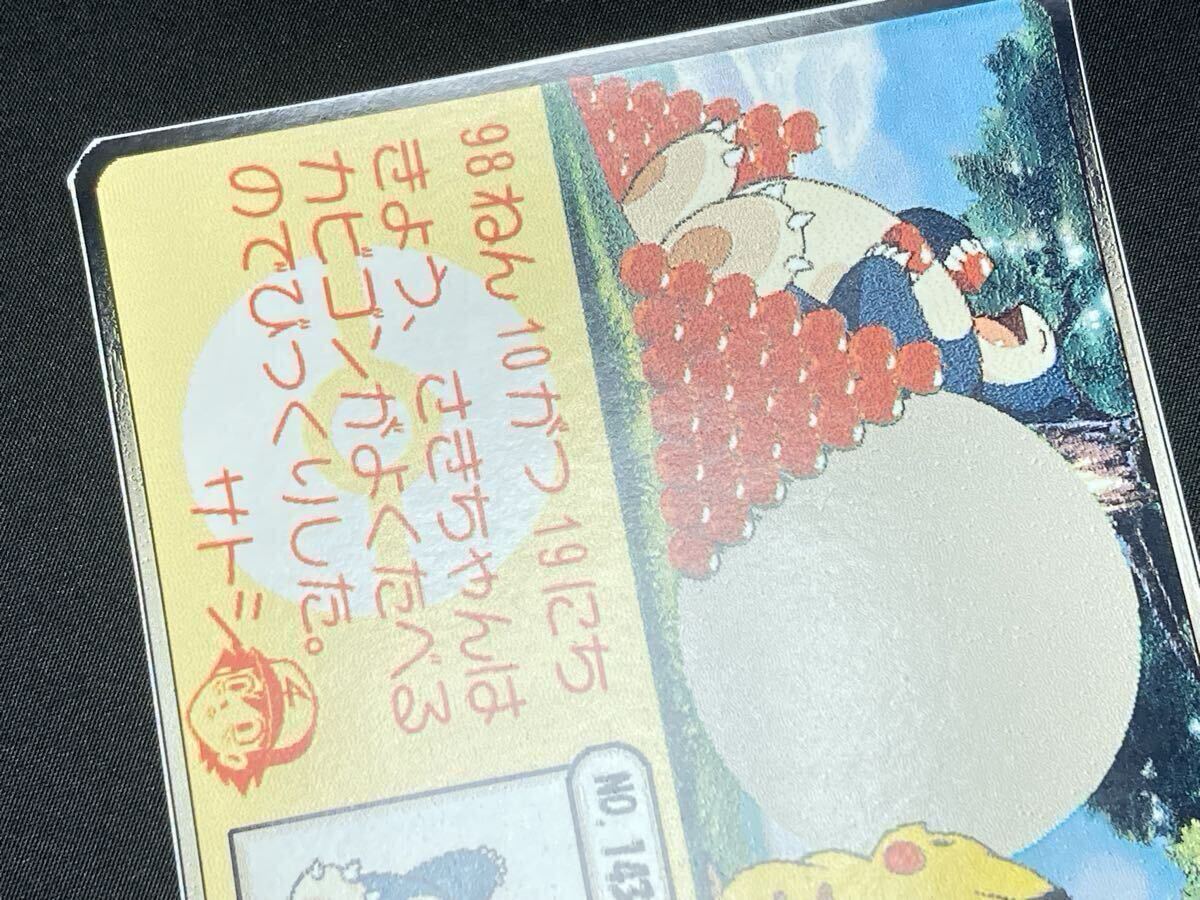 98ねん10がつ19にち
きょう、さきちゃんは
カビゴンがよくたべる
のでびっくりした。
サトシ
NO.143